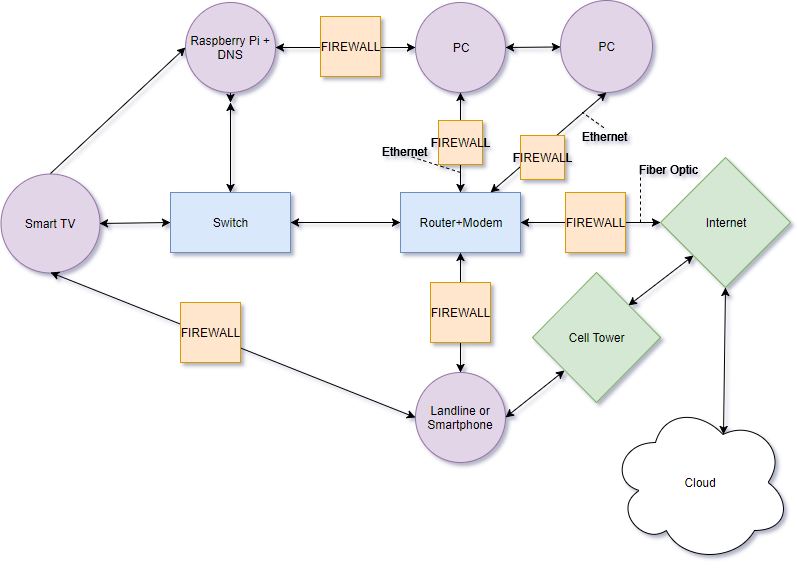 Raspberry Pi +
DNS
FIREWALL
PC
PC
FIREWALL
Ethernet
FIREWALL
Ethernet
Fiber Optic
Smart TV
Switch
Router+Modem
FIREWALL
Internet
FIREWALL
FIREWALL
Cell Tower
Landline or
Smartphone
Cloud